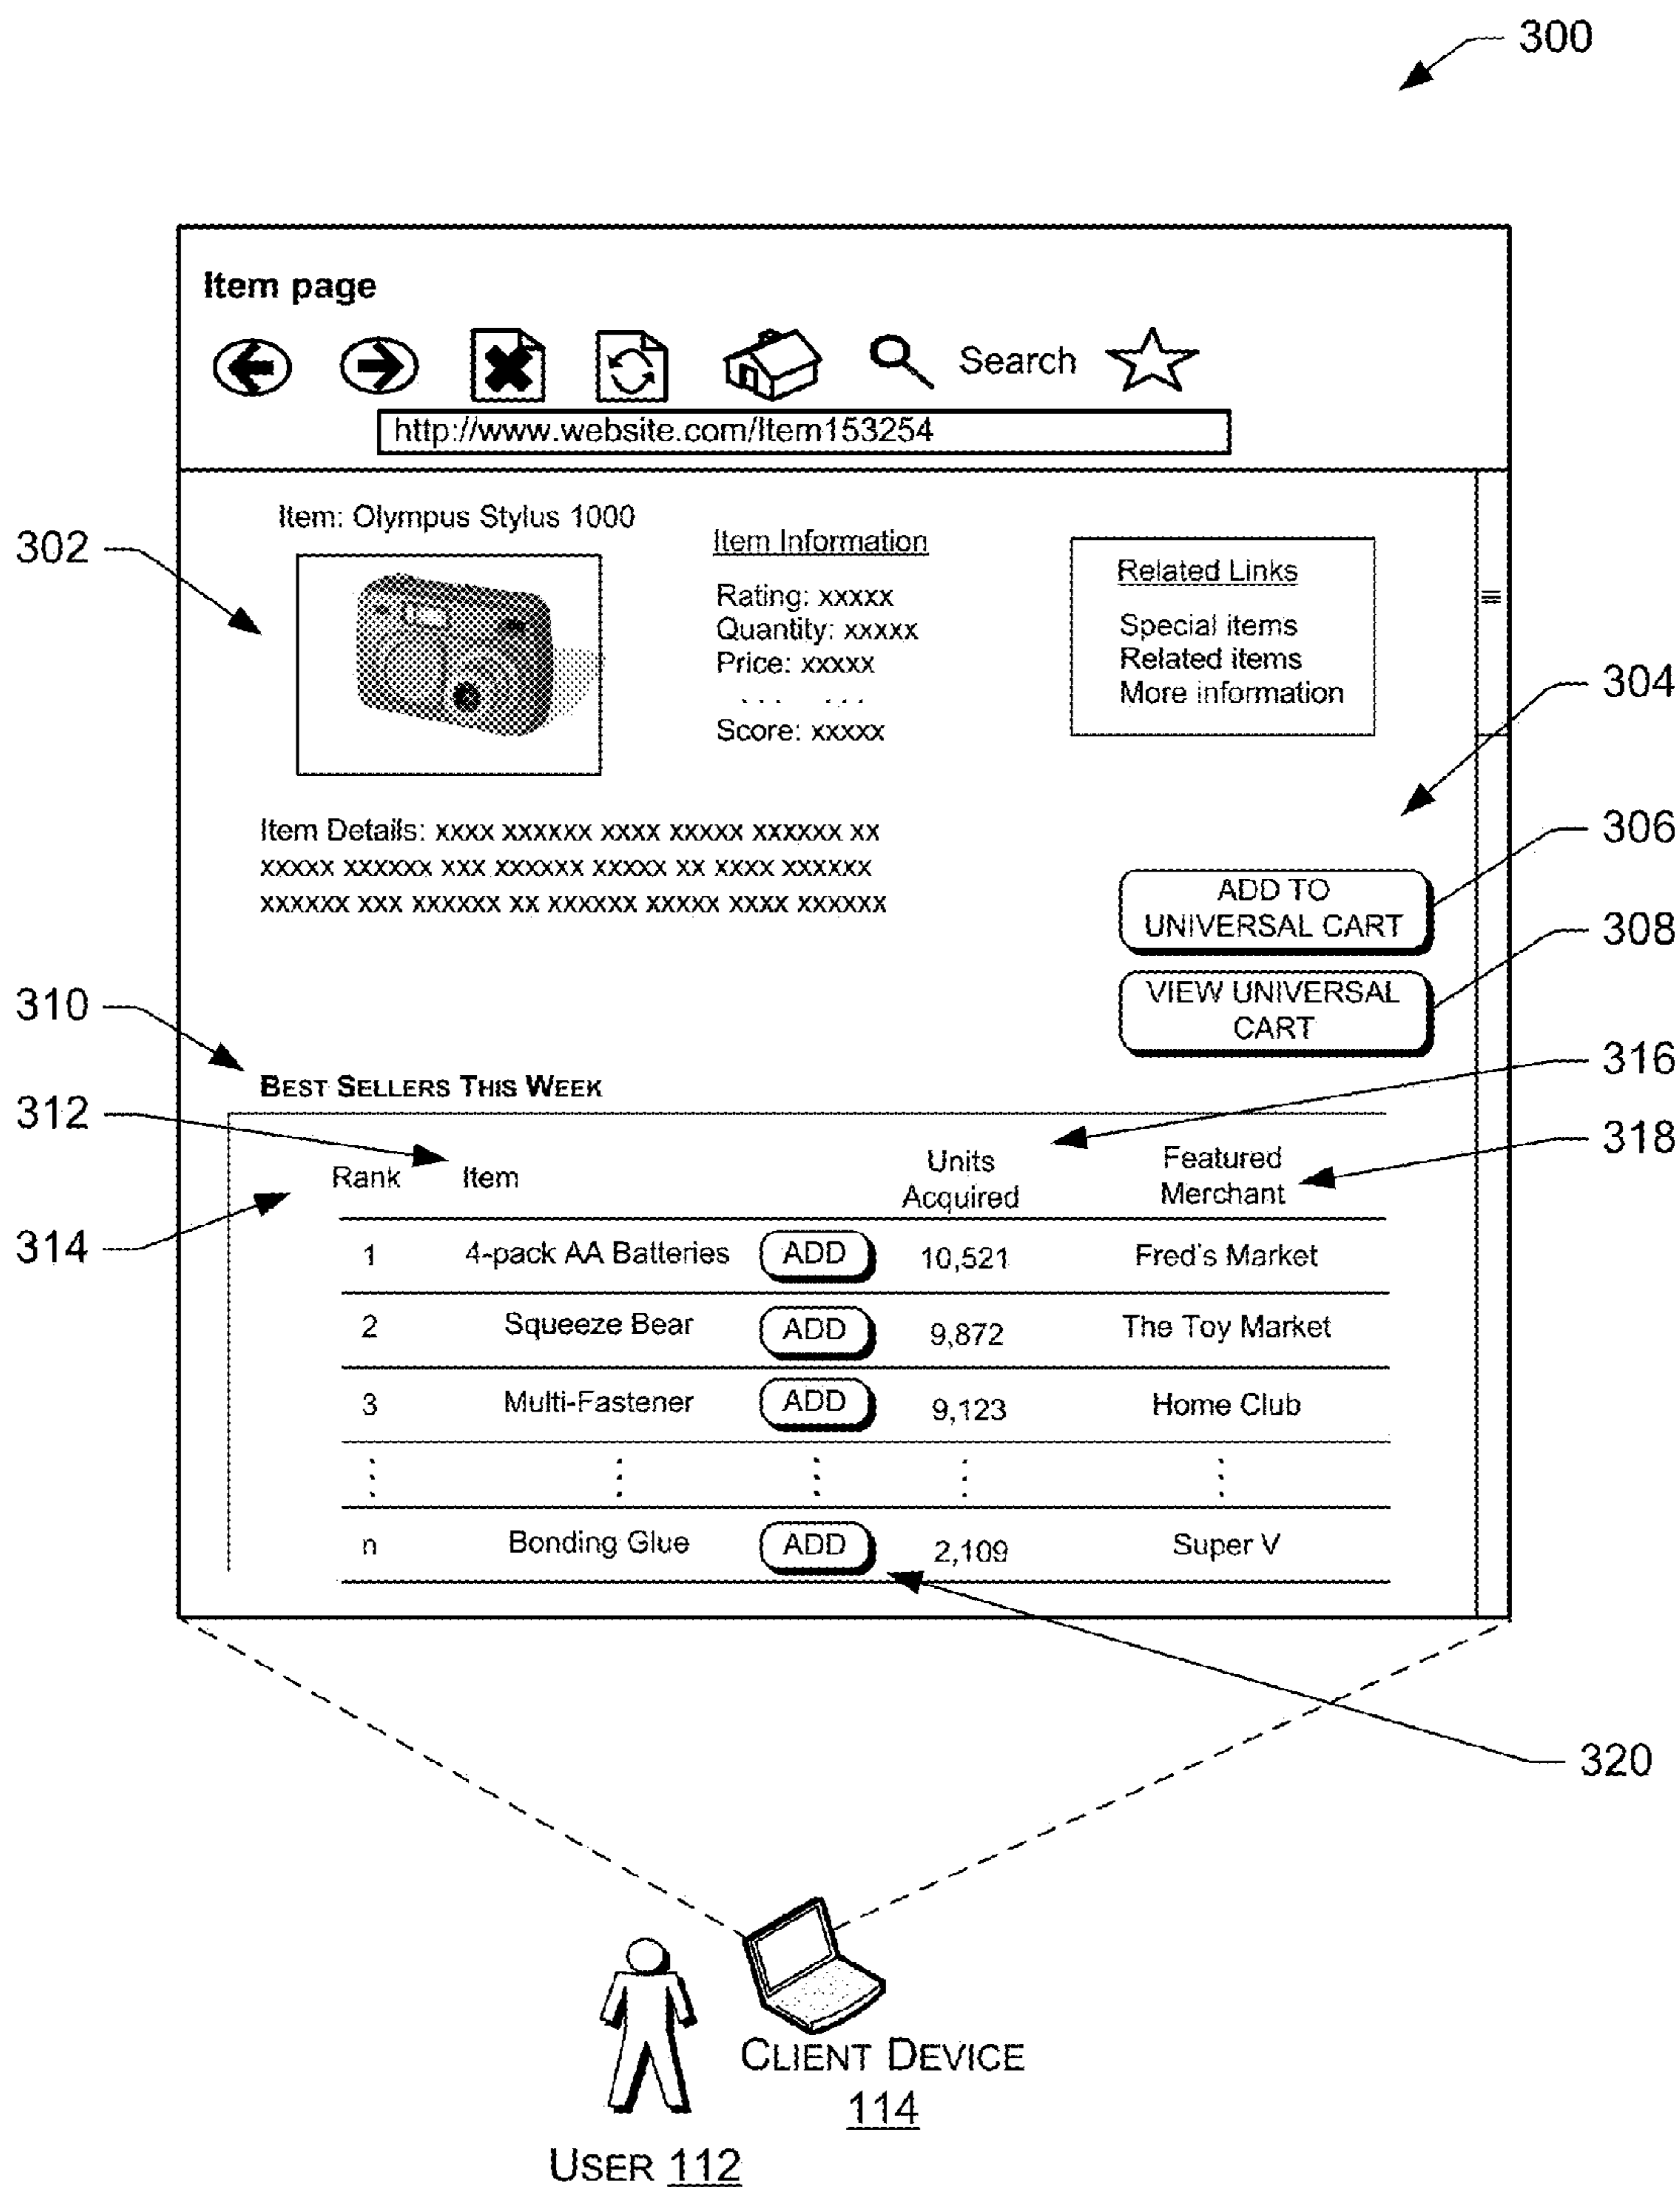 300
Item page
Search
http://www.website.com/Item153254
302
Item: Olympus Stylus 1000
Item Information
Rating: xxxxx
Quantity: xxxxx
Price: xxxxx
... ...
Score: xxxxx
Related Links
Special items
Related items
More information
304
Item Details: xxxx xxxxxx xxxx xxxxx xxxxxx xx
xxxxx xxxxxx xxx xxxxxx xxxxx xx xxxx xxxxxx
xxxxxx xxx xxxxxx xx xxxxxx xxxxx xxxx xxxxxx
306
ADD TO
UNIVERSAL CART
308
VIEW UNIVERSAL
CART
310
BEST SELLERS THIS WEEK
316
312
318
314
Rank Item Units Acquired Featured Merchant
1 4-pack AA Batteries ADD 10,521 Fred's Market
2 Squeeze Bear ADD 9,872 The Toy Market
3 Multi-Fastener ADD 9,123 Home Club
n Bonding Glue ADD 2,109 Super V
320
CLIENT DEVICE
114
USER 112